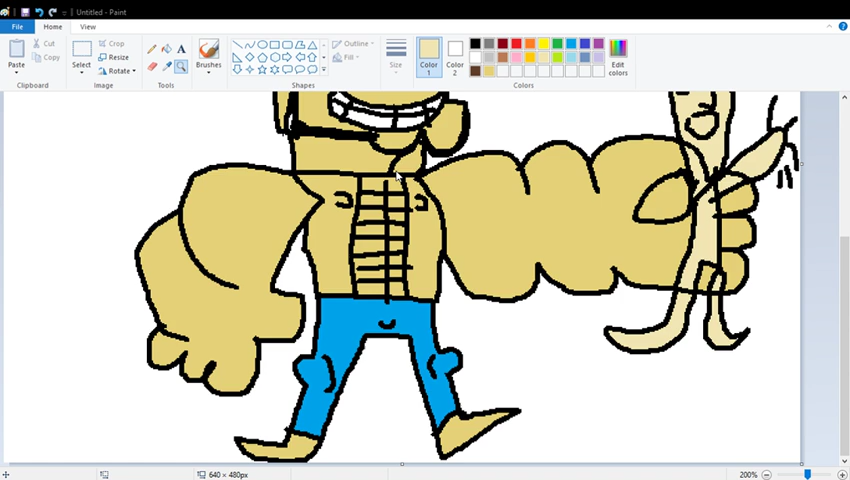 Untitled - Paint
File Home View
Paste Cut Copy Clipboard
Select Crop Resize Rotate Image
Tools
Brushes
Outline Fill Shapes
Size
Color 1 Color 2 Edit colors Colors
640 × 480px 200%